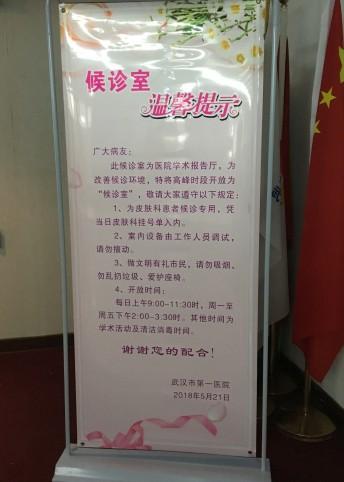 候诊室
温馨提示
广大病友：
此候诊室为医院学术报告厅，为
改善候诊环境，特将高峰时段开放为
“候诊室”，敬请大家遵守以下规定：
1、为皮肤科患者候诊专用，凭
当日皮肤科挂号单入内。
2、室内设备由工作人员调试，
请勿擅动。
3、做文明有礼市民，请勿吸烟、
勿乱扔垃圾、爱护座椅。
4、开放时间：
每日上午9:00-11:30时，周一至
周五下午2:00-3:30时。其他时间为
学术活动及清洁消毒时间。
谢谢您的配合！
武汉市第一医院
2018年5月21日